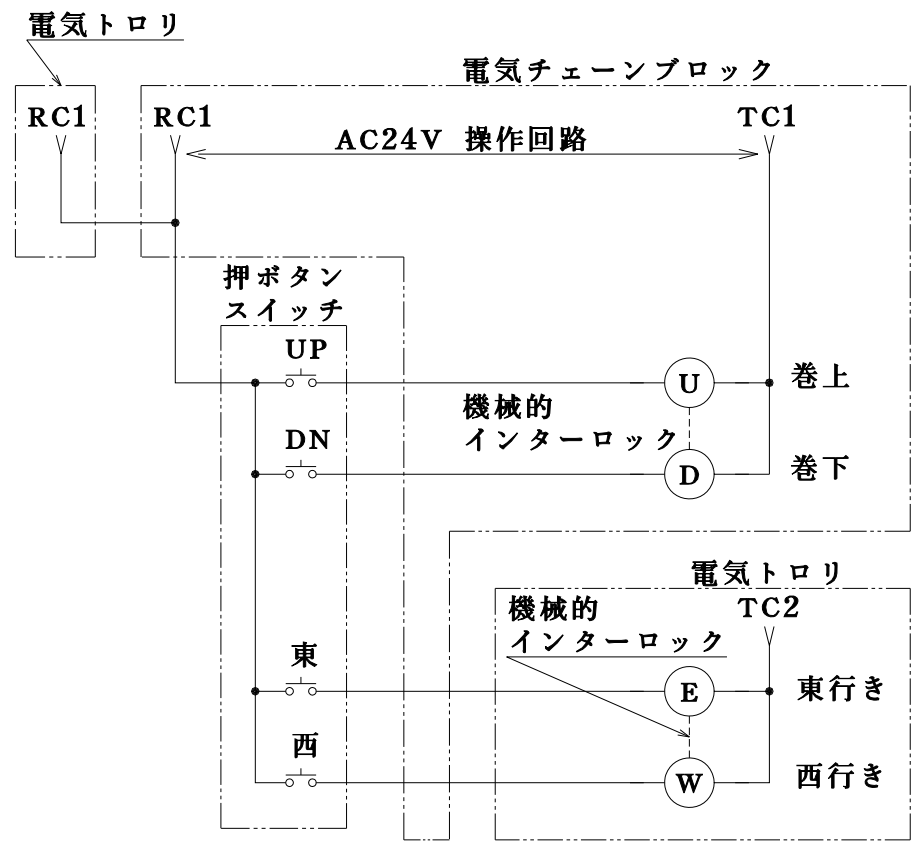 電気トロリ
電気チェーンブロック
RC1
RC1
TC1
AC24V 操作回路
押ボタン
スイッチ
UP
U
巻上
機械的
インターロック
DN
D
巻下
電気トロリ
機械的
インターロック
TC2
東
E
東行き
西
W
西行き